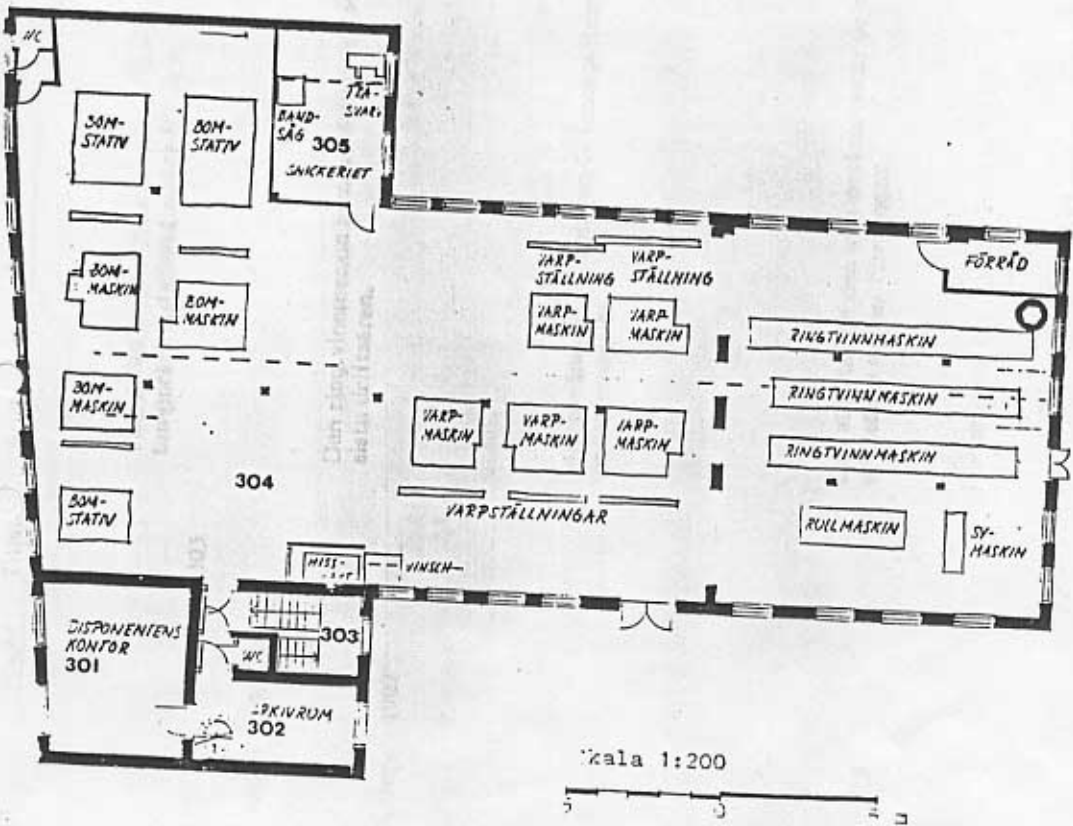 WC
BOM-
STATIV
BOM-
STATIV
BAND-
SÅG
305
SNICKERIET
TRÄ-
SVARV
BOM-
MASKIN
BOM-
MASKIN
BOM-
MASKIN
BOM-
STATIV
304
VARP-
STÄLLNING
VARP-
STÄLLNING
VARP-
MASKIN
VARP-
MASKIN
VARP-
MASKIN
VARP-
MASKIN
VARP-
MASKIN
VARPSTÄLLNINGAR
FÖRRÅD
RINGTVINNMASKIN
RINGTVINNMASKIN
RINGTVINNMASKIN
RULLMASKIN
SY-
MASKIN
HISS-
VINSCH
DISPONENTENS
KONTOR
301
303
WC
ARKIVRUM
302
Skala 1:200